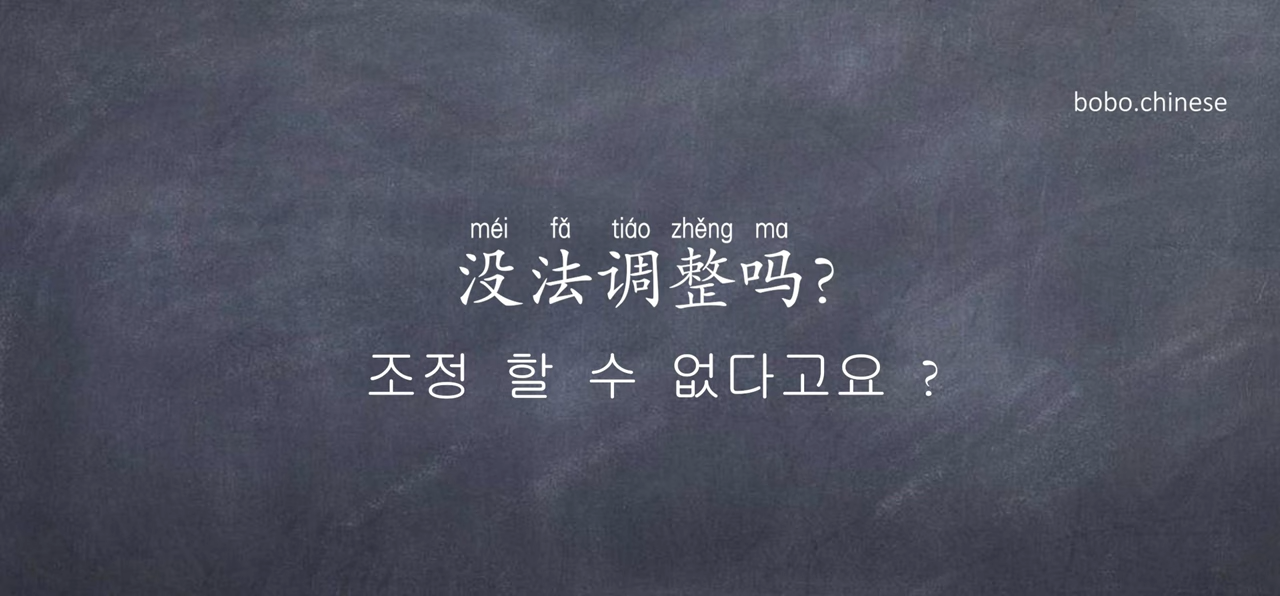 bobo.chinese
méi fǎ tiáo zhěng ma
没法调整吗?
조정 할 수 없다고요 ?